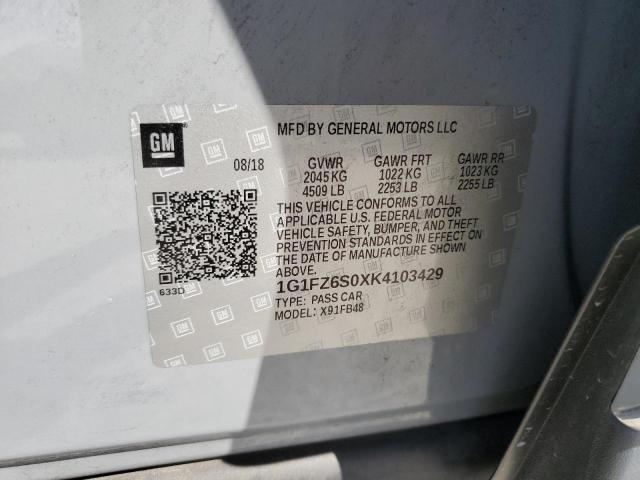 GM
MFD BY GENERAL MOTORS LLC
08/18
GVWR GAWR FRT GAWR RR
2045 KG 1022 KG 1023 KG
4509 LB 2253 LB 2255 LB
THIS VEHICLE CONFORMS TO ALL
APPLICABLE U.S. FEDERAL MOTOR
VEHICLE SAFETY, BUMPER, AND THEFT
PREVENTION STANDARDS IN EFFECT ON
THE DATE OF MANUFACTURE SHOWN
ABOVE.
633D
1G1FZ6S0XK4103429
TYPE: PASS CAR
MODEL: X91FB48